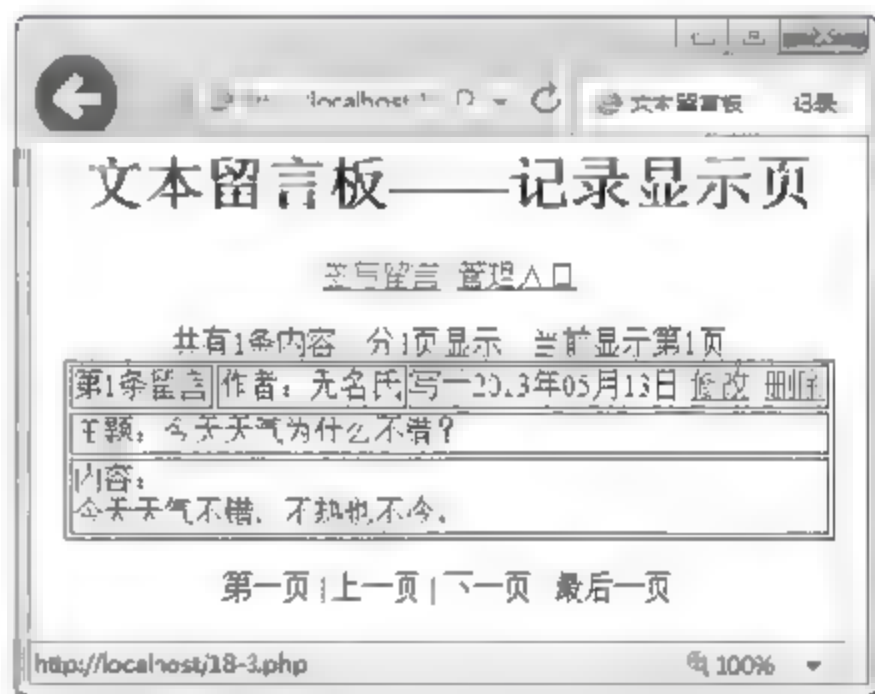 localhost
文本留言板 记录
文本留言板——记录显示页
签写留言 管理入口
共有1条内容 分1页显示 当前显示第1页
第1条留言 作者：无名氏 写于2013年05月13日 修改 删除
主题：今天天气为什么不错？
内容：
今天天气不错，不热也不冷。
第一页|上一页|下一页 最后一页
http://localhost/18-3.php 100%